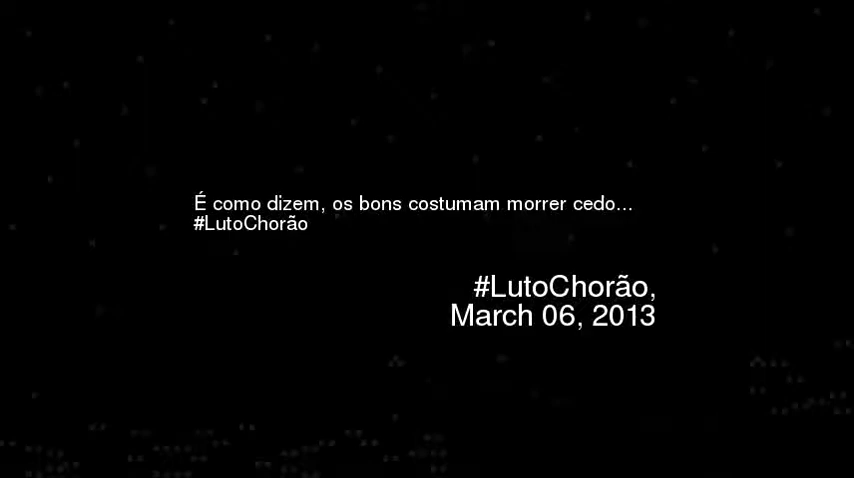 É como dizem, os bons costumam morrer cedo...
#LutoChorão
#LutoChorão,
March 06, 2013